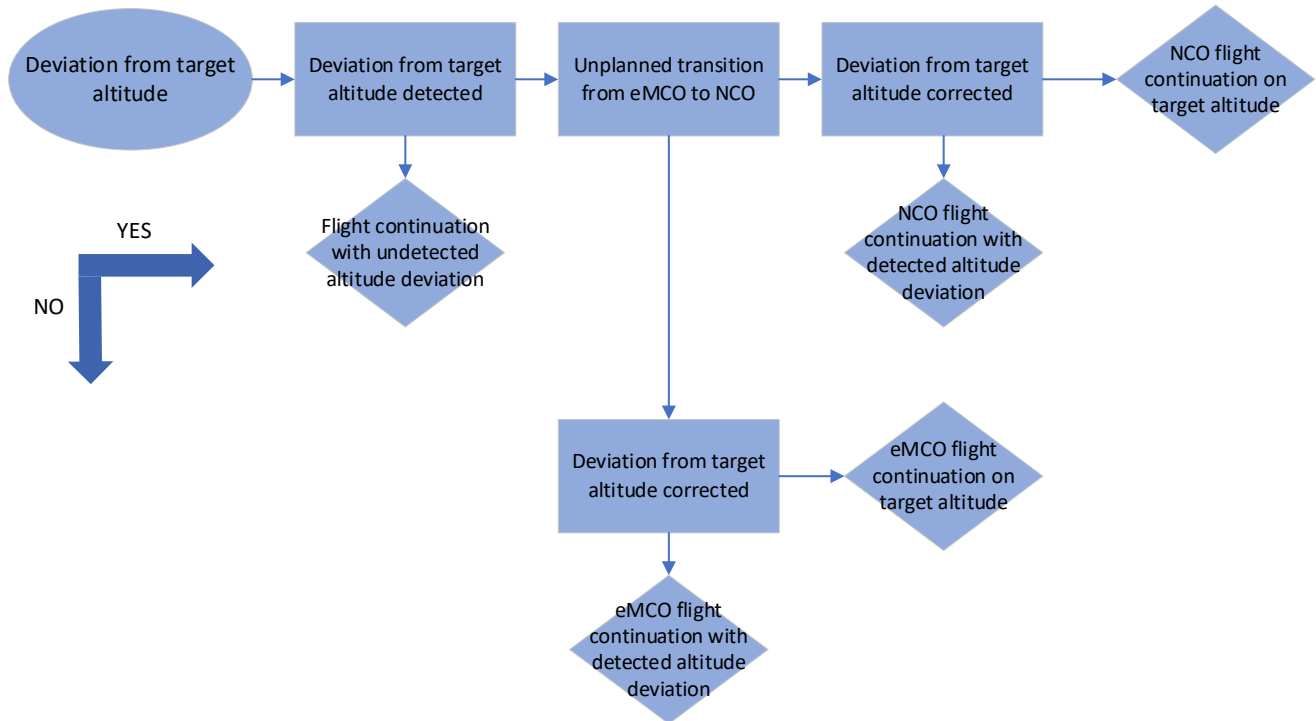 Deviation from target
altitude
Deviation from target
altitude detected
Unplanned transition
from eMCO to NCO
Deviation from target
altitude corrected
NCO flight
continuation on
target altitude
Flight continuation
with undetected
altitude deviation
NCO flight
continuation with
detected altitude
deviation
YES
NO
Deviation from target
altitude corrected
eMCO flight
continuation on
target altitude
eMCO flight
continuation with
detected altitude
deviation